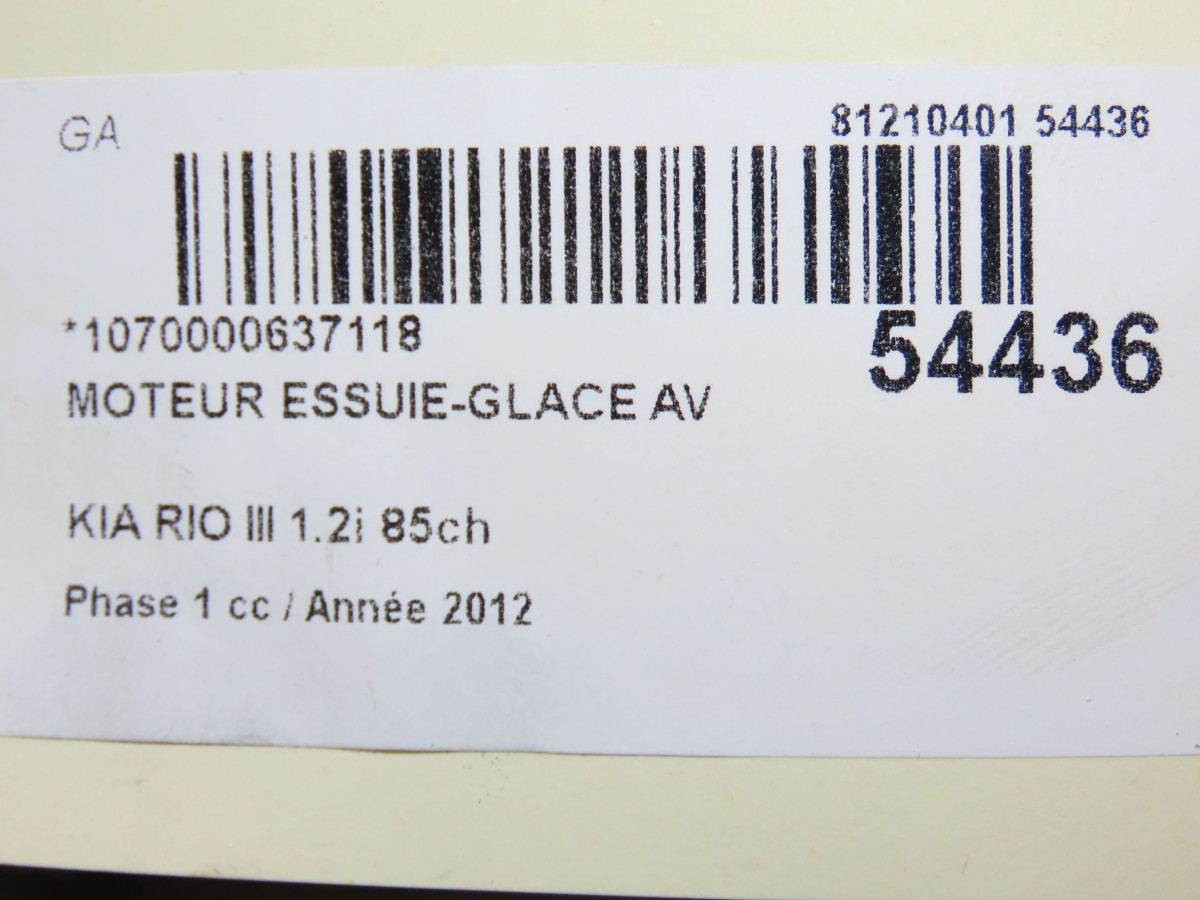 GA
81210401 54436
*1070000637118
54436
MOTEUR ESSUIE-GLACE AV
KIA RIO III 1.2i 85ch
Phase 1 cc / Année 2012